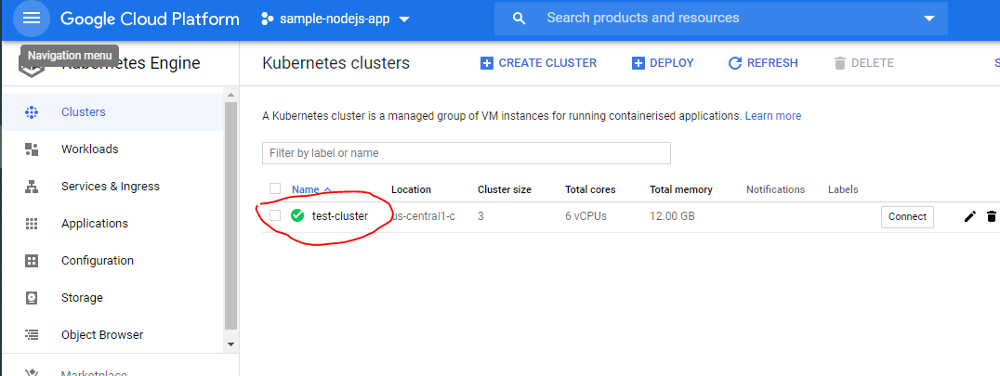 Google Cloud Platform sample-nodejs-app Search products and resources
Navigation menu
Kubernetes Engine Kubernetes clusters CREATE CLUSTER DEPLOY REFRESH DELETE S
Clusters
A Kubernetes cluster is a managed group of VM instances for running containerised applications. Learn more
Workloads
Filter by label or name
Services & Ingress
Name Location Cluster size Total cores Total memory Notifications Labels
test-cluster us-central1-c 3 6 vCPUs 12.00 GB Connect
Applications
Configuration
Storage
Object Browser
Marketplace